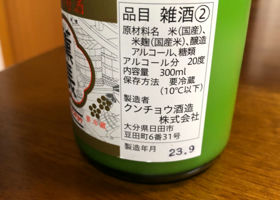 品目 雑酒②
原材料名 米(国産)、
米麹(国産米)、醸造
アルコール、糖類
アルコール分 20度
内容量 300ml
保存方法 要冷蔵
(10℃以下)
製造者
クンチョウ酒造
株式会社
大分県日田市
豆田町6番31号
製造年月 23.9
要冷蔵